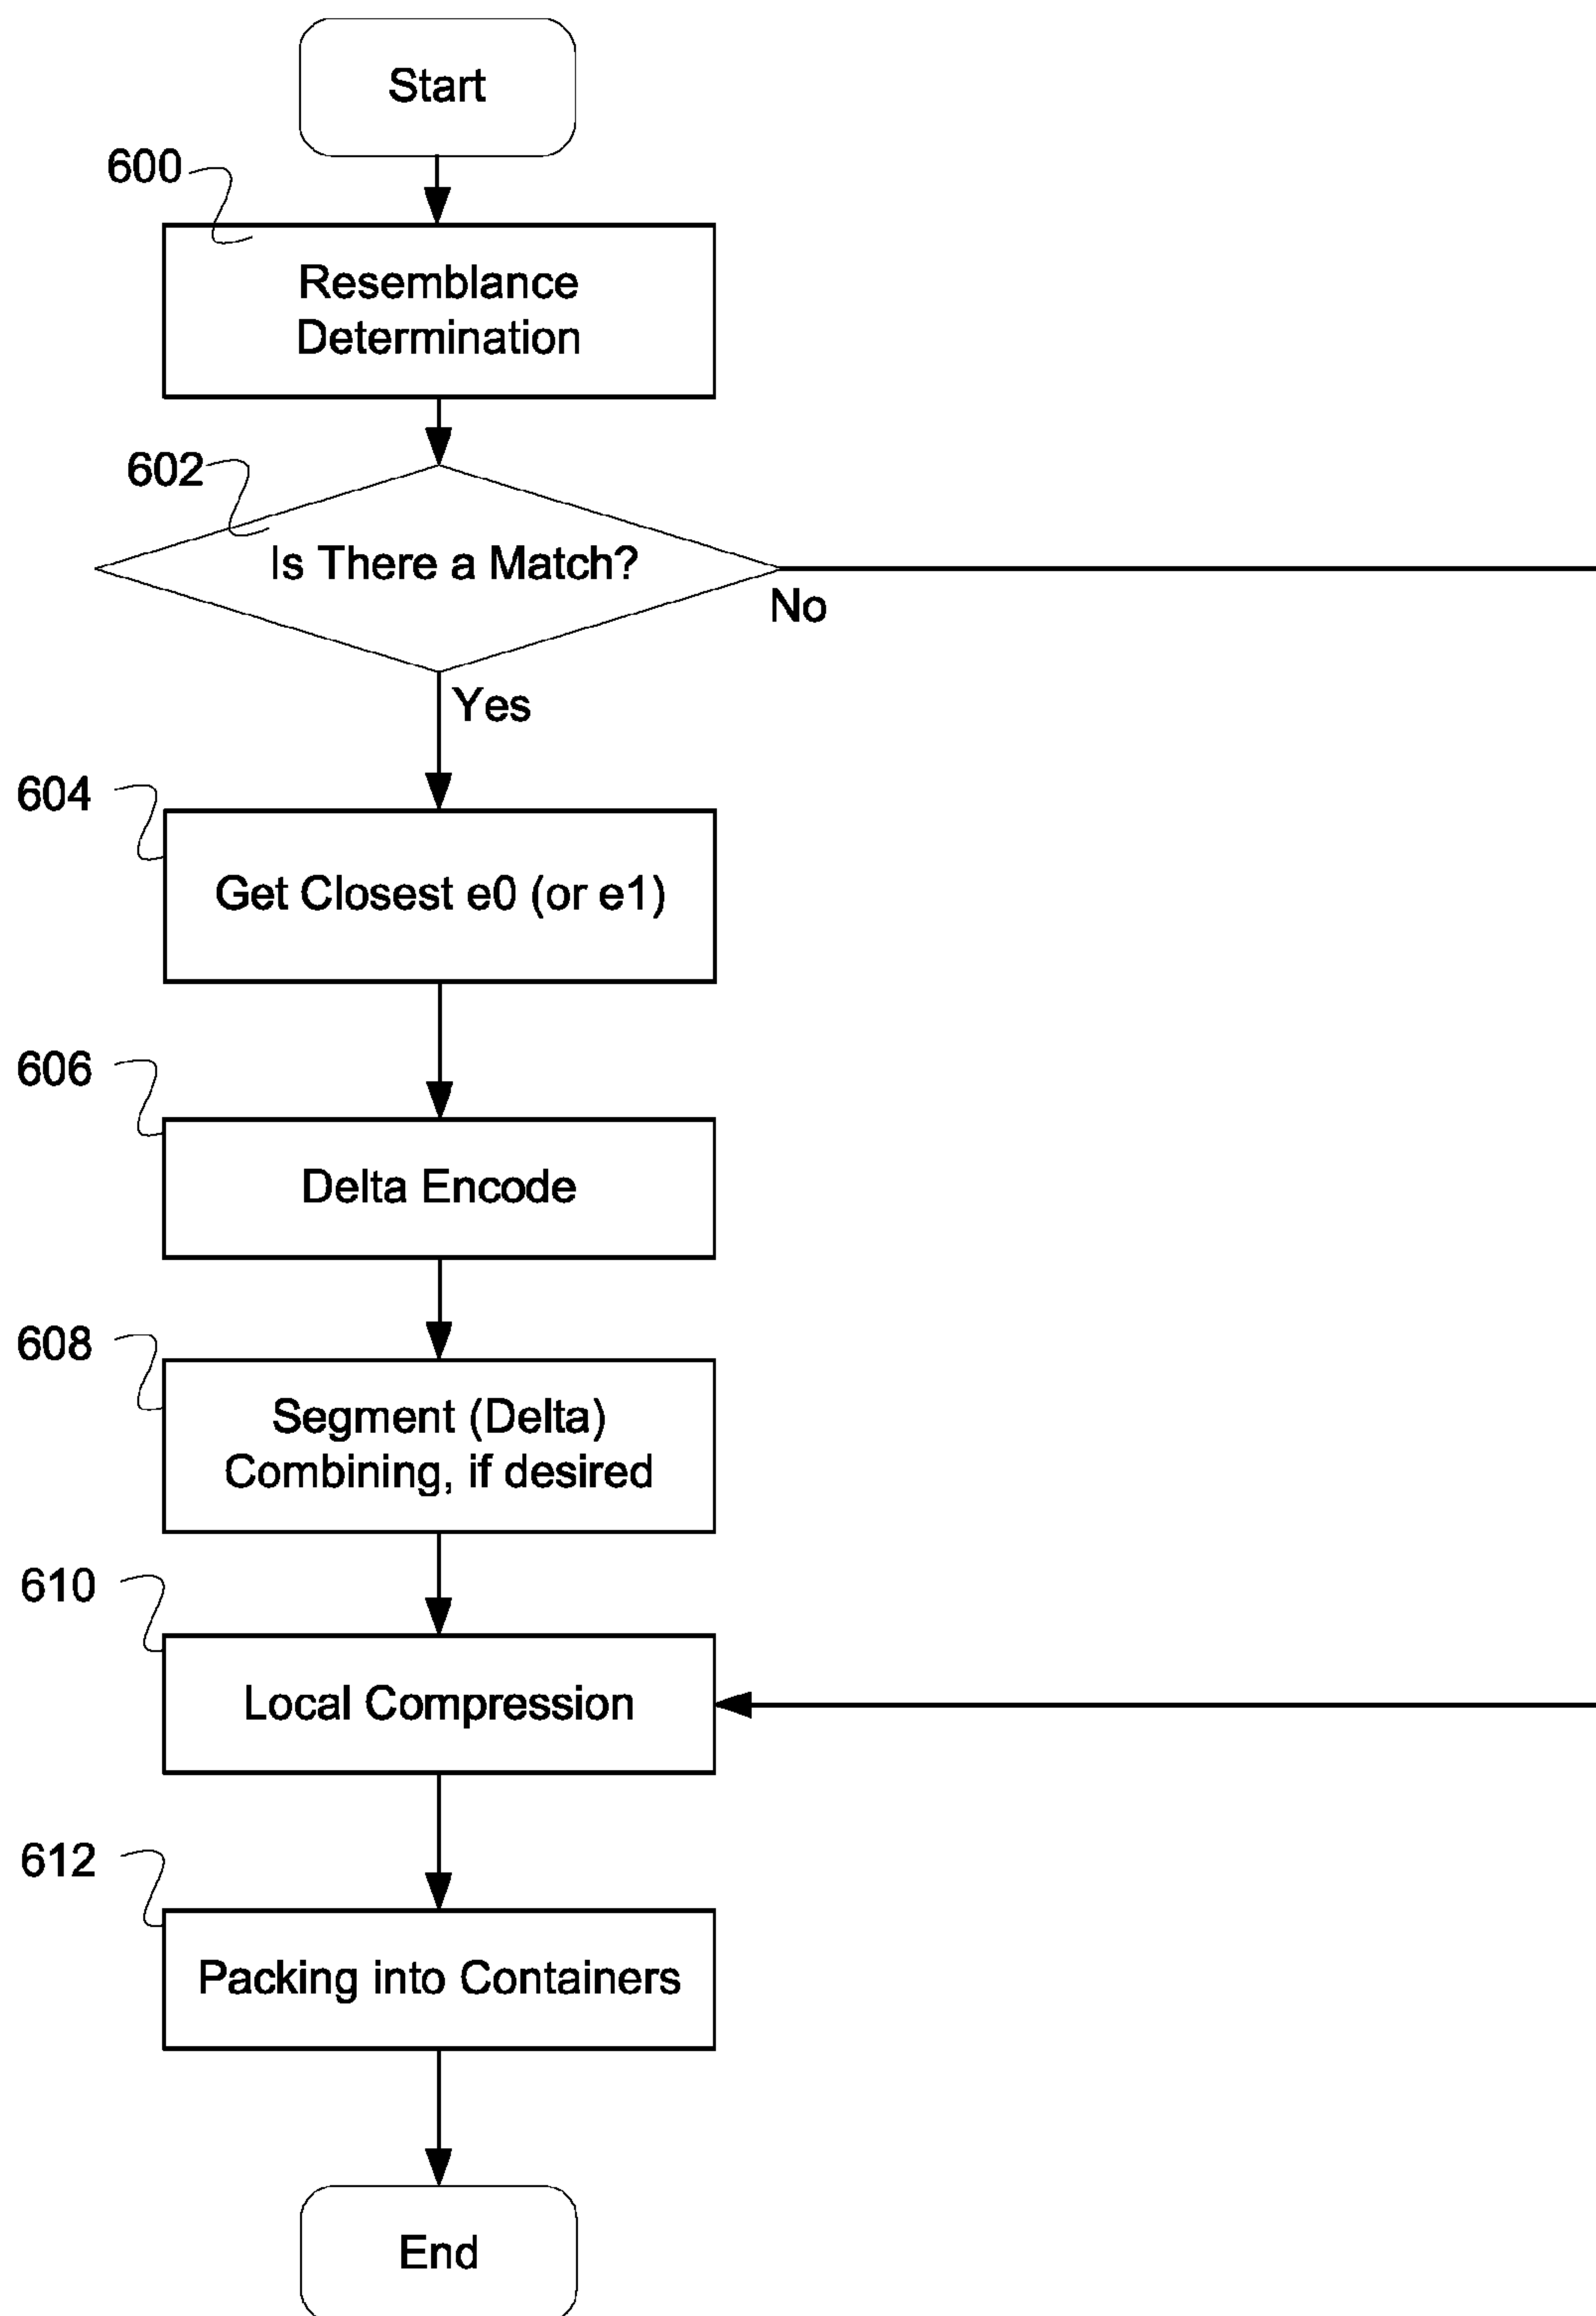 Start
600
Resemblance
Determination
602
Is There a Match?
No
Yes
604
Get Closest e0 (or e1)
606
Delta Encode
608
Segment (Delta)
Combining, if desired
610
Local Compression
612
Packing into Containers
End